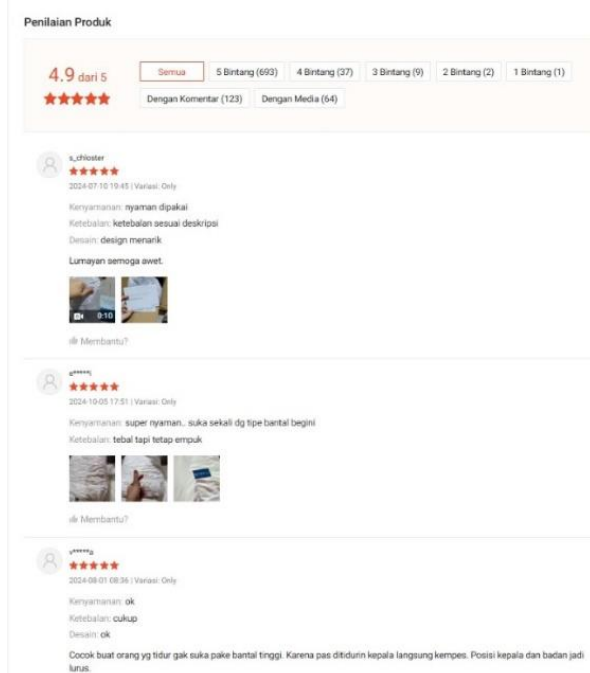 Penilaian Produk
4.9 dari 5
Semua
5 Bintang (693)
4 Bintang (37)
3 Bintang (9)
2 Bintang (2)
1 Bintang (1)
Dengan Komentar (123)
Dengan Media (64)
s_chloster
2024-07-10 19:45 | Variasi: Only
Kenyamanan: nyaman dipakai
Ketebalan: ketebalan sesuai deskripsi
Desain: design menarik
Lumayan semoga awet.
0:10
Membantu?
e*****i
2024-10-05 17:51 | Variasi: Only
Kenyamanan: super nyaman.. suka sekali dg tipe bantal begini
Ketebalan: tebal tapi tetap empuk
Membantu?
v*****a
2024-08-01 08:36 | Variasi: Only
Kenyamanan: ok
Ketebalan: cukup
Desain: ok
Cocok buat orang yg tidur gak suka pake bantal tinggi. Karena pas ditidurin kepala langsung kempes. Posisi kepala dan badan jadi
lurus.